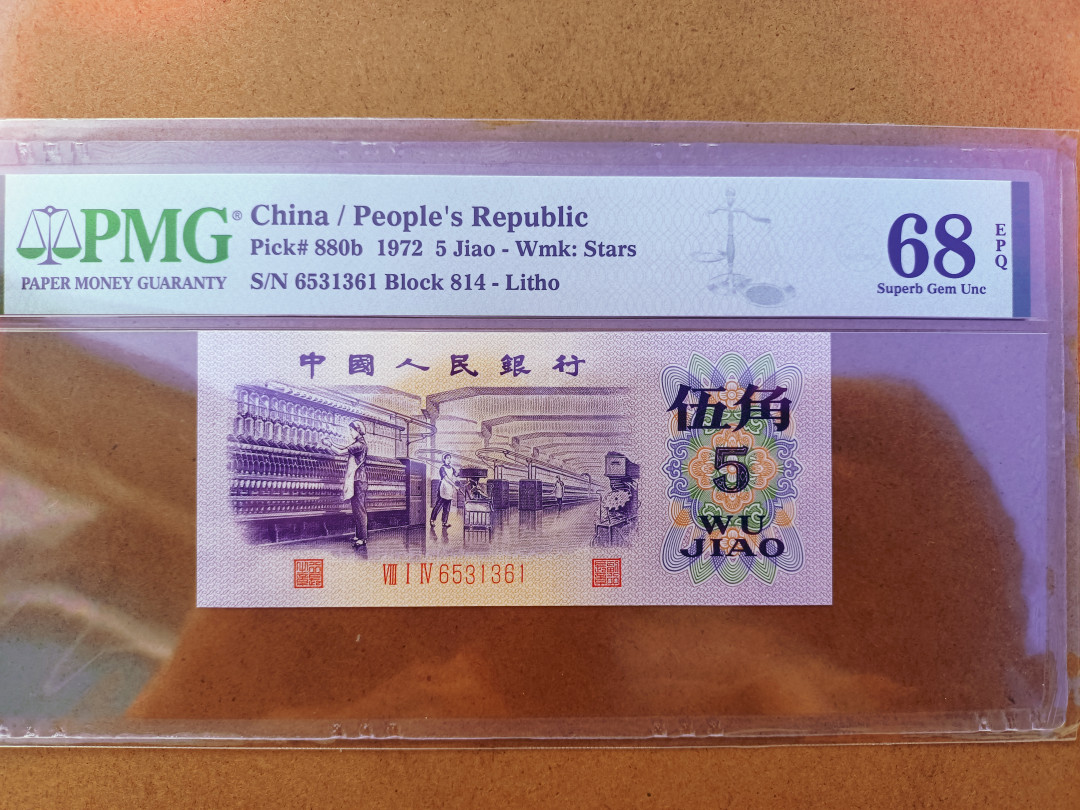 PMG®
PAPER MONEY GUARANTY
China / People's Republic
Pick# 880b 1972 5 Jiao - Wmk: Stars
S/N 6531361 Block 814 - Litho
68
EPQ
Superb Gem Unc
中國人民銀行
伍角
5
WU
JIAO
Ⅷ Ⅰ Ⅳ 6531361